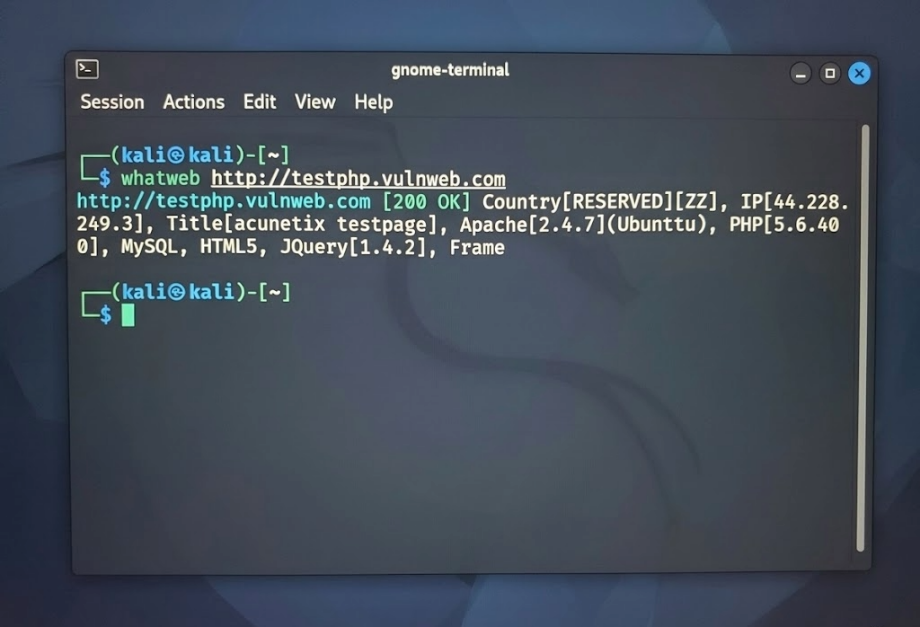 gnome-terminal
Session Actions Edit View Help
┌──(kali㉿kali)-[~]
└─$ whatweb http://testphp.vulnweb.com
http://testphp.vulnweb.com [200 OK] Country[RESERVED][ZZ], IP[44.228.
249.3], Title[acunetix testpage], Apache[2.4.7](Ubunttu), PHP[5.6.40
0], MySQL, HTML5, JQuery[1.4.2], Frame
┌──(kali㉿kali)-[~]
└─$